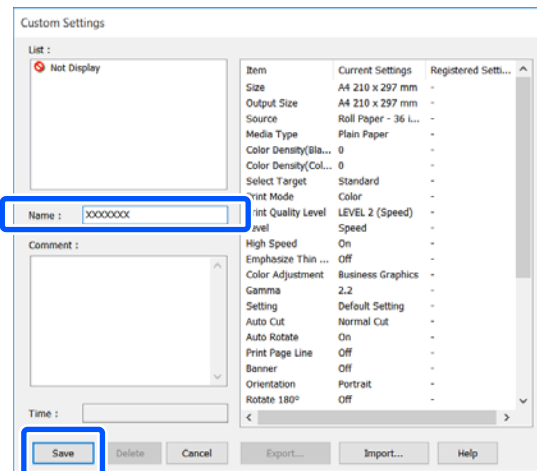 Custom Settings
List :
Not Display
Name : XXXXXXX
Comment :
Time :
Item Current Settings Registered Setti...
Size A4 210 x 297 mm -
Output Size A4 210 x 297 mm -
Source Roll Paper - 36 i... -
Media Type Plain Paper -
Color Density(Bla... 0 -
Color Density(Col... 0 -
Select Target Standard -
Print Mode Color -
Print Quality Level LEVEL 2 (Speed) -
Level Speed -
High Speed On -
Emphasize Thin ... Off -
Color Adjustment Business Graphics -
Gamma 2.2 -
Setting Default Setting -
Auto Cut Normal Cut -
Auto Rotate On -
Print Page Line Off -
Banner Off -
Orientation Portrait -
Rotate 180° Off -
Save Delete Cancel Export... Import... Help